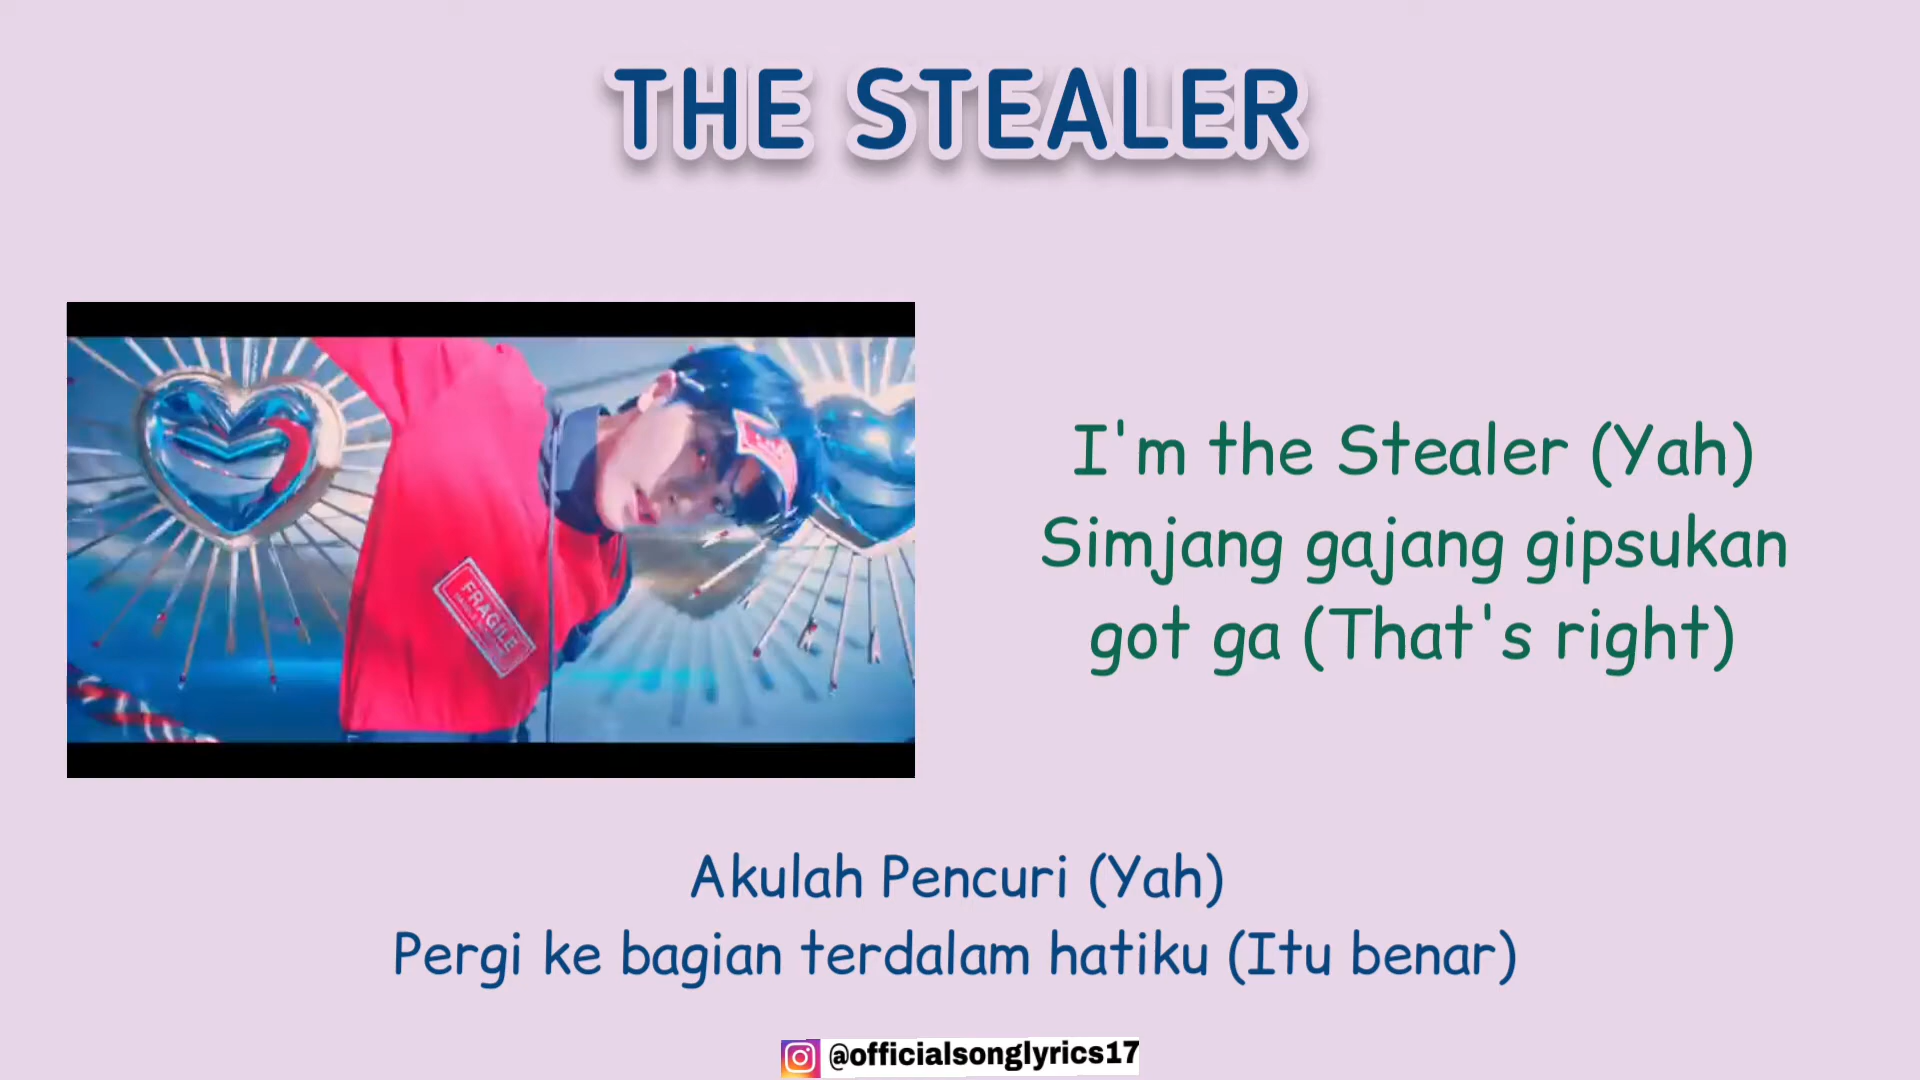 THE STEALER
FRAGILE
I'm the Stealer (Yah)
Simjang gajang gipsukan
got ga (That's right)
Akulah Pencuri (Yah)
Pergi ke bagian terdalam hatiku (Itu benar)
@officialsonglyrics17